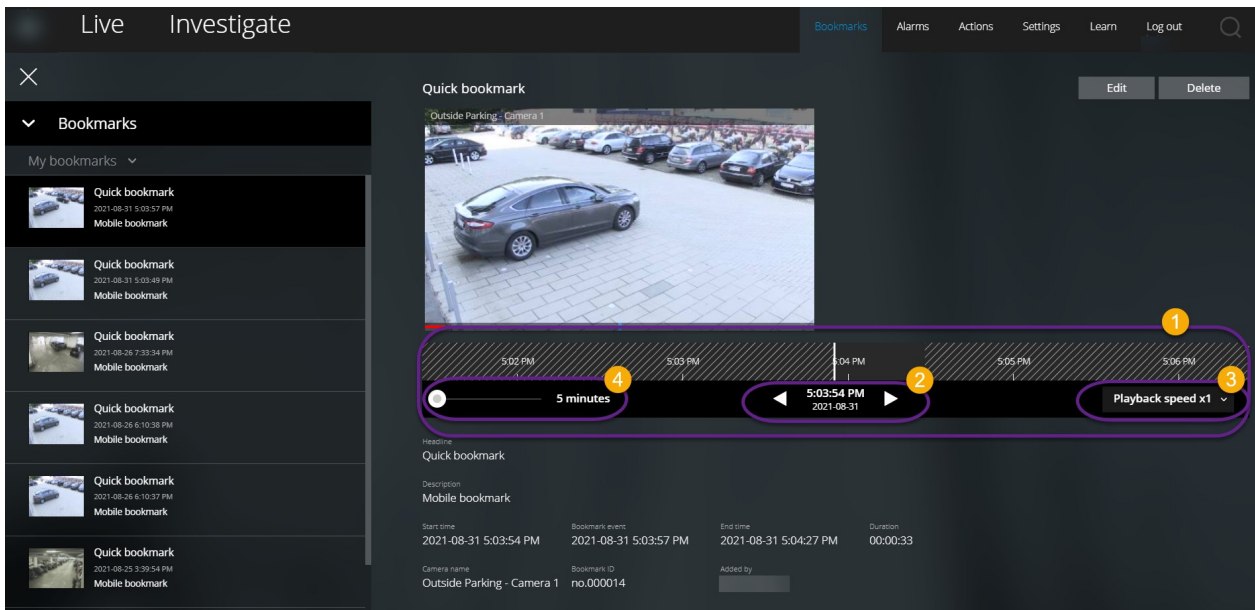 Live Investigate Bookmarks Alarms Actions Settings Learn Log out
Bookmarks
My bookmarks
Quick bookmark
2021-08-31 5:03:57 PM
Mobile bookmark
Quick bookmark
2021-08-31 5:03:49 PM
Mobile bookmark
Quick bookmark
2021-08-26 7:33:34 PM
Mobile bookmark
Quick bookmark
2021-08-26 6:10:38 PM
Mobile bookmark
Quick bookmark
2021-08-26 6:10:37 PM
Mobile bookmark
Quick bookmark
2021-08-25 3:39:54 PM
Mobile bookmark
Quick bookmark Edit Delete
Outside Parking - Camera 1
1
5:02 PM 5:03 PM 5:04 PM 5:05 PM 5:06 PM
4 2 3
5 minutes 5:03:54 PM Playback speed x1
2021-08-31
Headline
Quick bookmark
Description
Mobile bookmark
Start time Bookmark event End time Duration
2021-08-31 5:03:54 PM 2021-08-31 5:03:57 PM 2021-08-31 5:04:27 PM 00:00:33
Camera name Bookmark ID Added by
Outside Parking - Camera 1 no.000014